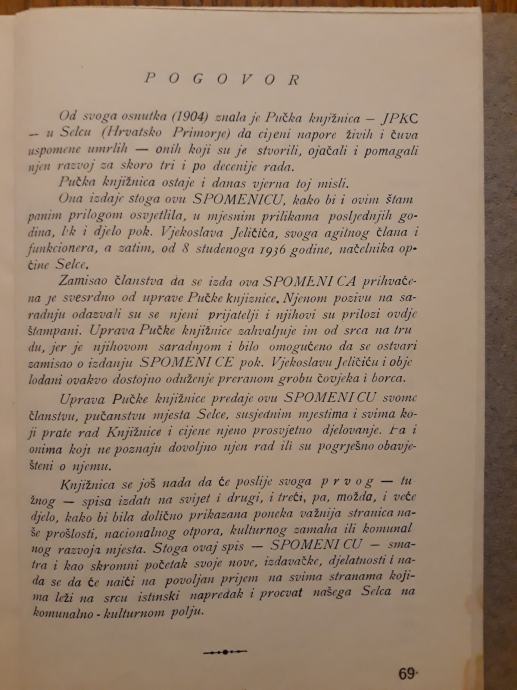 POGOVOR
Od svoga osnutka (1904) znala je Pučka knjižnica — JPKC
— u Selcu (Hrvatsko Primorje) da cijeni napore živih i čuva
uspomene umrlih — onih koji su je stvorili, ojačali i pomagali
njen razvoj za skoro tri i po decenije rada.
Pučka knjižnica ostaje i danas vjerna toj misli.
Ona izdaje stoga ovu SPOMENICU, kako bi i ovim štam
panim prilogom osvjetlila, u mjesnim prilikama posljednjih go-
dina, lik i djelo pok. Vjekoslava Jeličića, svoga agitnog člana i
funkcionera, a zatim, od 8 studenoga 1936 godine, načelnika op-
ćine Selce.
Zamisao članstva da se izda ova SPOMENICA prihvaće-
na je svesrdno od uprave Pučke knjiznice. Njenom pozivu na sa-
radnju odazvali su se njeni prijatelji i njihovi su prilozi ovdje
štampani. Uprava Pučke knjižnice zahvaljuje im od srca na tru
du, jer je njihovom saradnjom i bilo omogućeno da se ostvari
zamisao o izdanju SPOMENICE pok. Vjekoslavu Jeličiću i obje
lodani ovakvo dostojno oduženje preranom grobu čovjeka i borca.
Uprava Pučke knjižnice predaje ovu SPOMENICU svome
članstvu, pučanstvu mjesta Selce, susjednim mjestima i svima ko-
ji prate rad Knjižnice i cijene njeno prosvjetno djelovanje. Pa i
onima koji ne poznaju dovoljno njen rad ili su pogrješno obavje-
šteni o njemu.
Knjižnica se još nada da će poslije svoga prvog — tu
žnog — spisa izdati na svijet i drugi, i treći, pa, možda, i veće
djelo, kako bi bila dolično prikazana poneka važnija stranica na-
še prošlosti, nacionalnog otpora, kulturnog zamaha ili komunal
nog razvoja mjesta. Stoga ovaj spis — SPOMENICU — sma-
tra i kao skromni početak svoje nove, izdavačke, djelatnosti i na-
da se da će naići na povoljan prijem na svima stranama koji-
ma leži na srcu istinski napredak i procvat našega Selca na
komunalno - kulturnom polju.
69